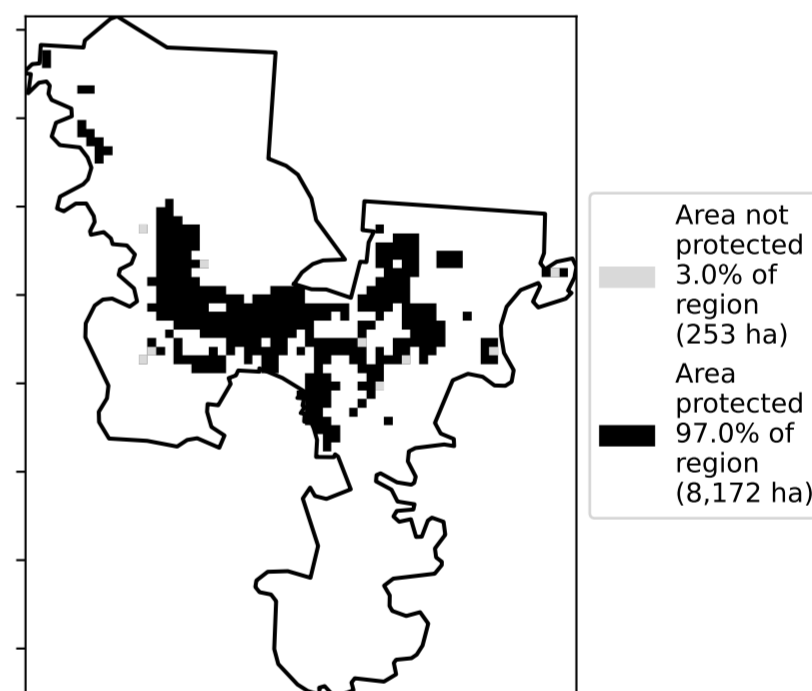 Area not
protected
3.0% of
region
(253 ha)
Area
protected
97.0% of
region
(8,172 ha)